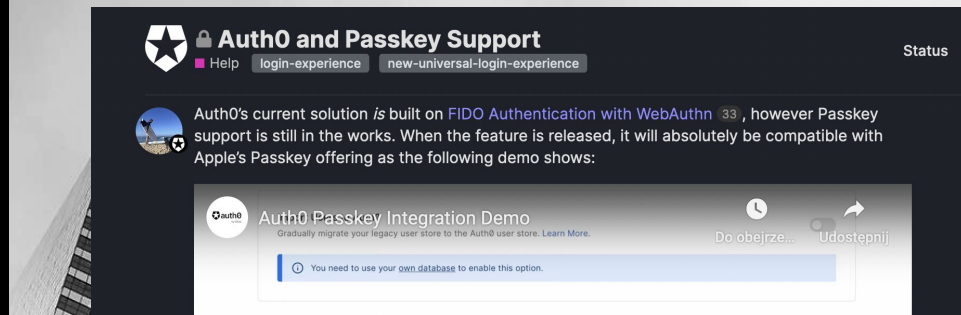 Auth0 and Passkey Support
Status
Help login-experience new-universal-login-experience
Auth0's current solution is built on FIDO Authentication with WebAuthn 33 , however Passkey
support is still in the works. When the feature is released, it will absolutely be compatible with
Apple's Passkey offering as the following demo shows:
auth0
Auth0 Passkey Integration Demo
Gradually migrate your legacy user store to the Auth0 user store. Learn More.
Do obejrze... Udostępnij
You need to use your own database to enable this option.